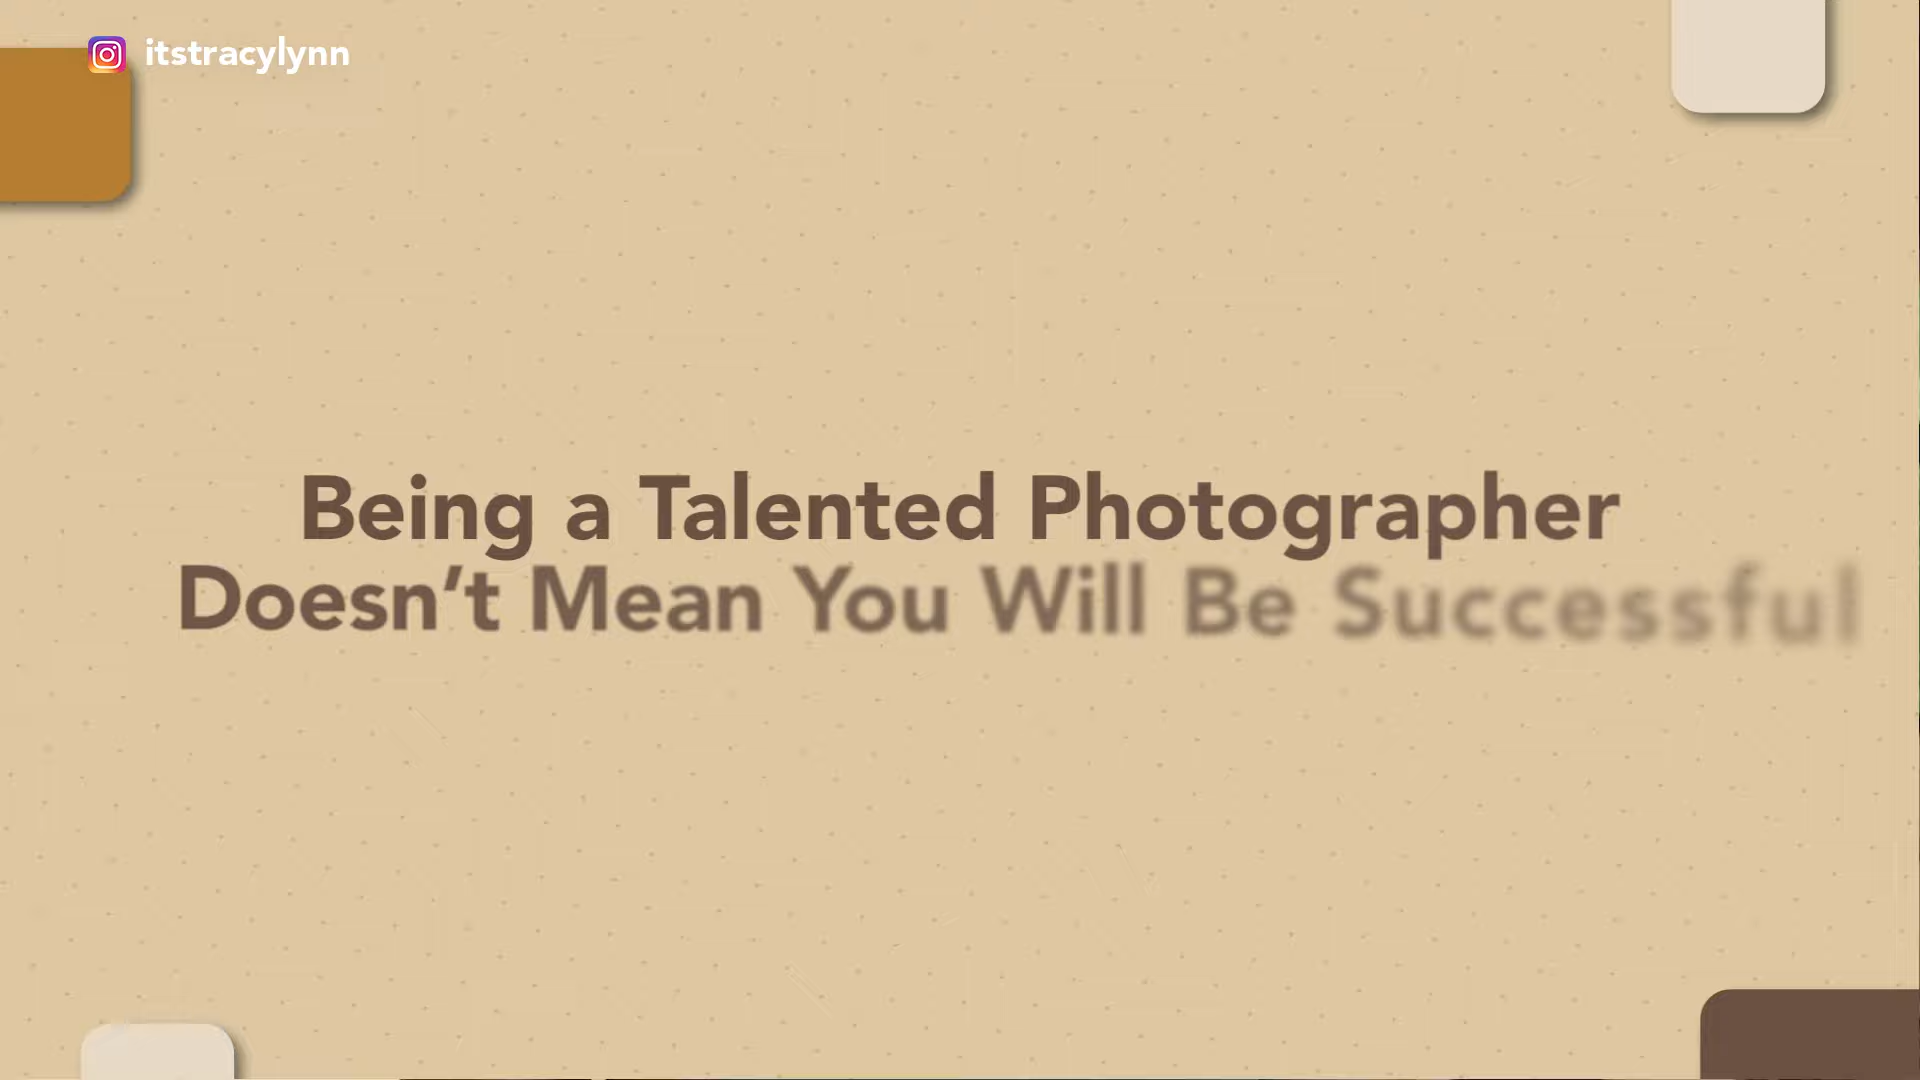 itstracylynn
Being a Talented Photographer
Doesn’t Mean You Will Be Successful